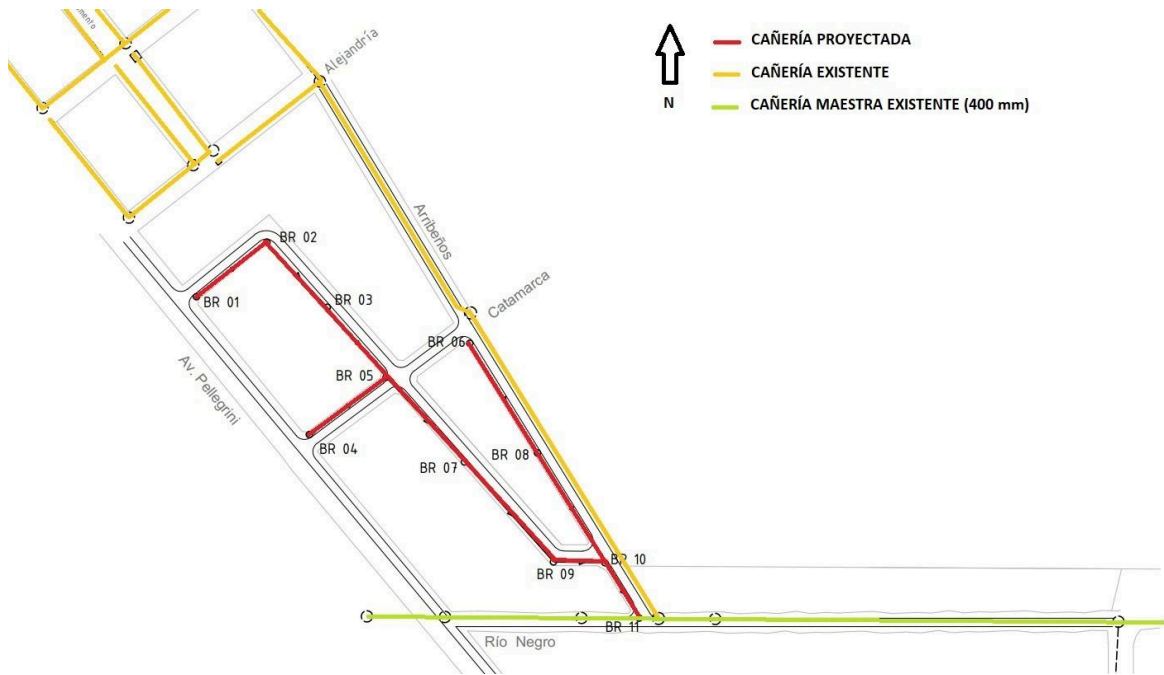 Alejandría
CAÑERÍA PROYECTADA
CAÑERÍA EXISTENTE
N
CAÑERÍA MAESTRA EXISTENTE (400 mm)
Arribeños
BR 02
BR 01
BR 03
Catamarca
BR 06
Av. Pellegrini
BR 05
BR 04
BR 07
BR 08
BR 09
BR 10
BR 11
Río Negro